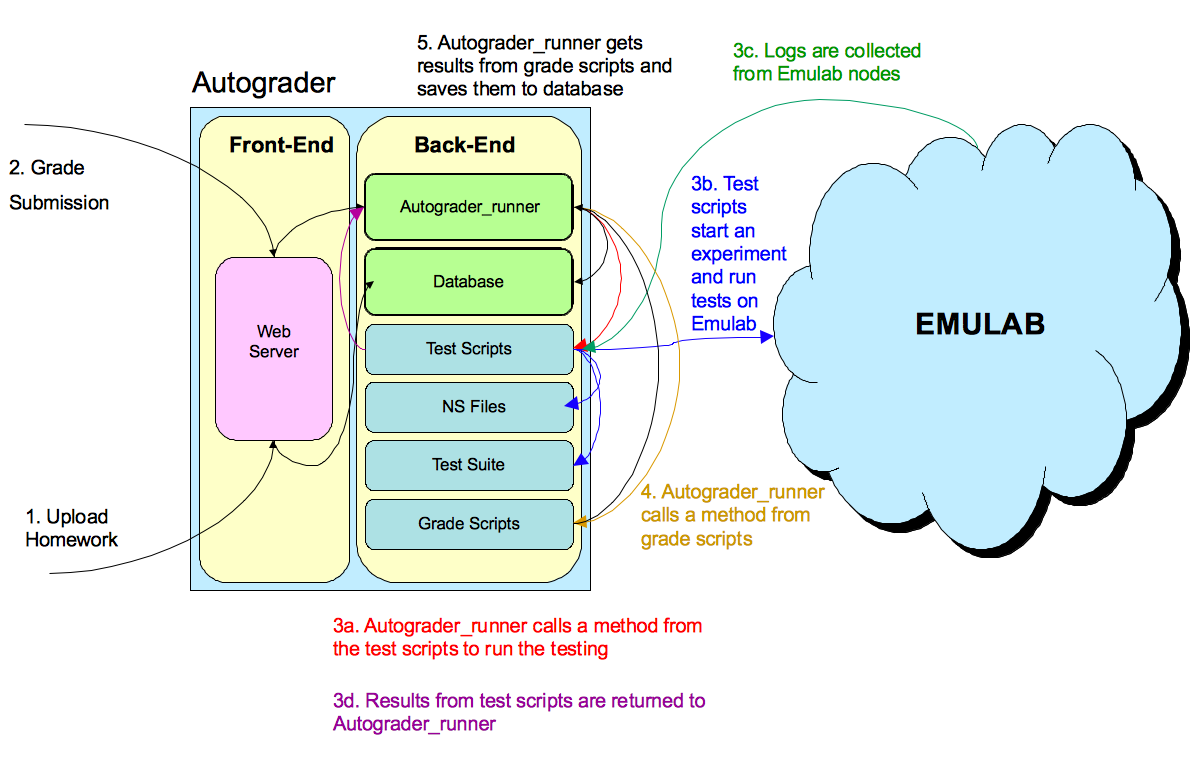 5. Autograder_runner gets
results from grade scripts and
saves them to database
3c. Logs are collected
from Emulab nodes
Autograder
Front-End
Back-End
2. Grade
Submission
Autograder_runner
3b. Test
scripts
start an
experiment
and run
tests on
Emulab
Database
Web
Server
EMULAB
Test Scripts
NS Files
Test Suite
Grade Scripts
4. Autograder_runner
calls a method from
grade scripts
1. Upload
Homework
3a. Autograder_runner calls a method from
the test scripts to run the testing
3d. Results from test scripts are returned to
Autograder_runner